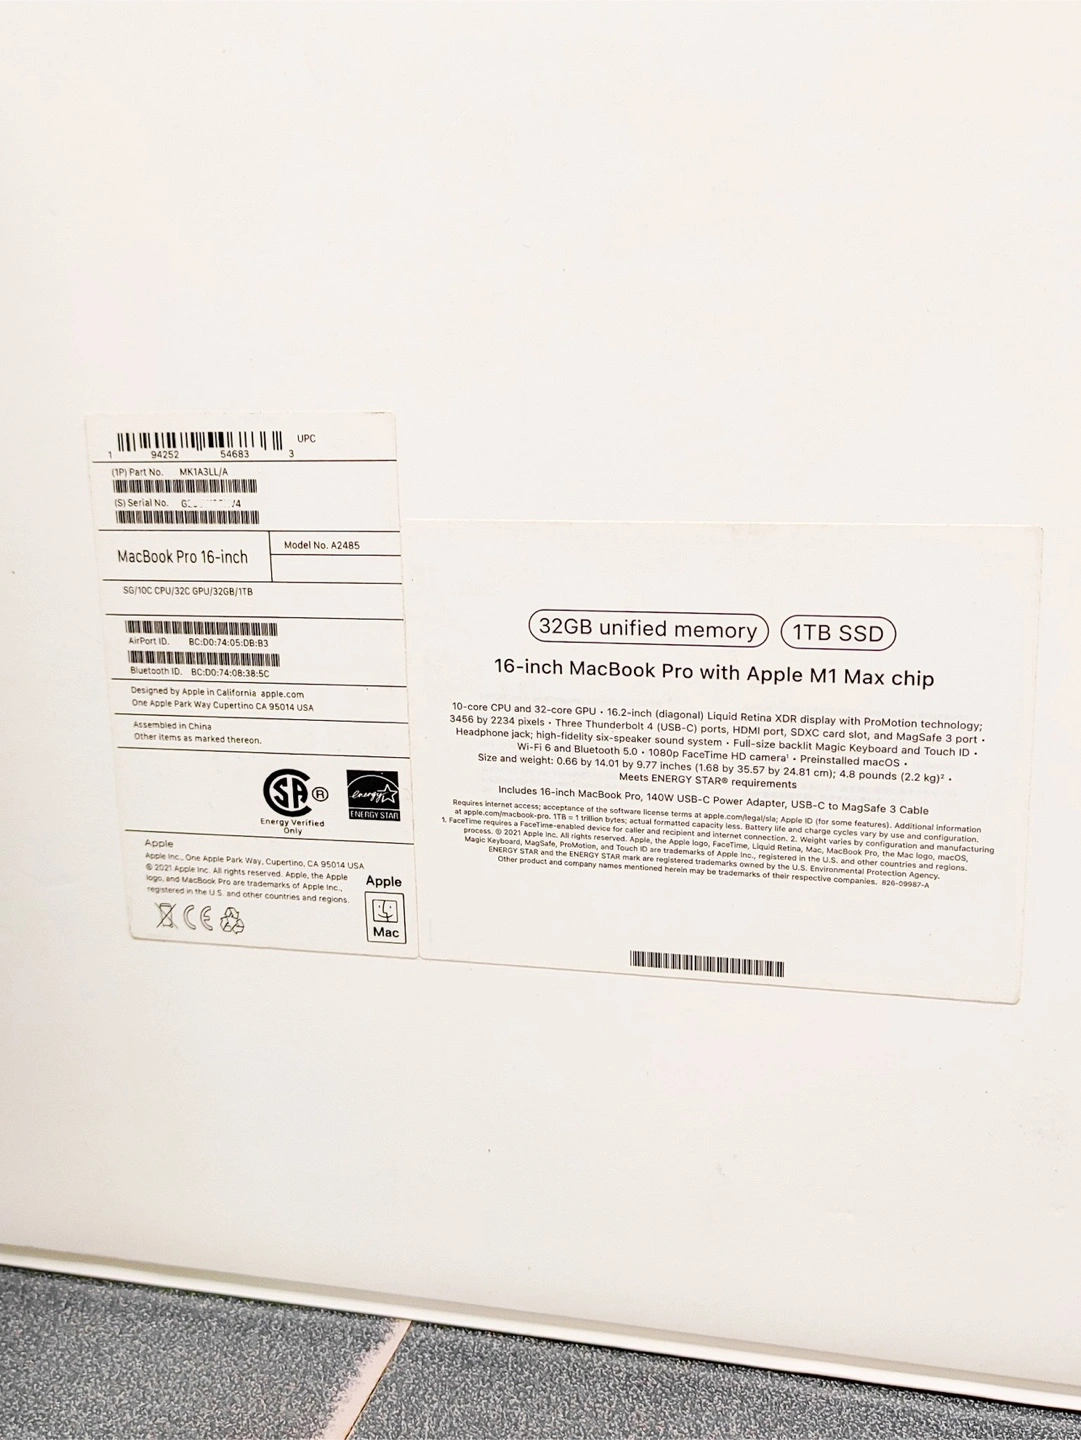 UPC
1 94252 54683 3
(1P) Part No. MK1A3LL/A
(S) Serial No.
MacBook Pro 16-inch
Model No. A2485
SG/10C CPU/32C GPU/32GB/1TB
AirPort ID. BC:D0:74:05:DB:B3
Bluetooth ID. BC:D0:74:08:38:5C
Designed by Apple in California apple.com
One Apple Park Way Cupertino CA 95014 USA
Assembled in China
Other items as marked thereon.
SA ®
Energy Verified
Only
energy
ENERGY STAR
Apple
Apple Inc., One Apple Park Way, Cupertino, CA 95014 USA
© 2021 Apple Inc. All rights reserved. Apple, the Apple
logo, and MacBook Pro are trademarks of Apple Inc.,
registered in the U.S. and other countries and regions.
CE
Apple
Mac
32GB unified memory 1TB SSD
16-inch MacBook Pro with Apple M1 Max chip
10-core CPU and 32-core GPU • 16.2-inch (diagonal) Liquid Retina XDR display with ProMotion technology;
3456 by 2234 pixels • Three Thunderbolt 4 (USB-C) ports, HDMI port, SDXC card slot, and MagSafe 3 port •
Headphone jack; high-fidelity six-speaker sound system • Full-size backlit Magic Keyboard and Touch ID •
Wi-Fi 6 and Bluetooth 5.0 • 1080p FaceTime HD camera¹ • Preinstalled macOS •
Size and weight: 0.66 by 14.01 by 9.77 inches (1.68 by 35.57 by 24.81 cm); 4.8 pounds (2.2 kg)² •
Meets ENERGY STAR® requirements
Includes 16-inch MacBook Pro, 140W USB-C Power Adapter, USB-C to MagSafe 3 Cable
Requires internet access; acceptance of the software license terms at apple.com/legal/sla; Apple ID (for some features). Additional information
at apple.com/macbook-pro. 1TB = 1 trillion bytes; actual formatted capacity less. Battery life and charge cycles vary by use and configuration.
1. FaceTime requires a FaceTime-enabled device for caller and recipient and internet connection. 2. Weight varies by configuration and manufacturing
process. © 2021 Apple Inc. All rights reserved. Apple, the Apple logo, FaceTime, Liquid Retina, Mac, MacBook Pro, the Mac logo, macOS,
Magic Keyboard, MagSafe, ProMotion, and Touch ID are trademarks of Apple Inc., registered in the U.S. and other countries and regions.
ENERGY STAR and the ENERGY STAR mark are registered trademarks owned by the U.S. Environmental Protection Agency.
Other product and company names mentioned herein may be trademarks of their respective companies. 826-09987-A